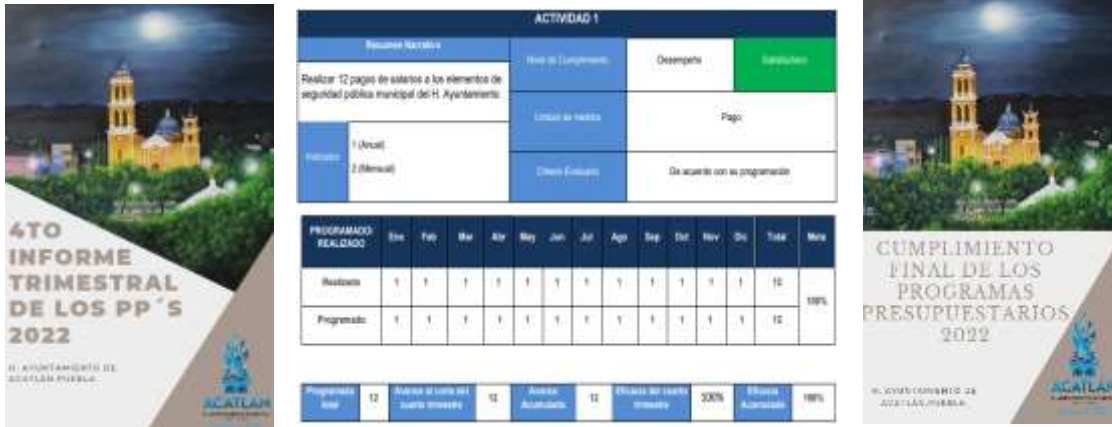 4TO
INFORME
TRIMESTRAL
DE LOS PP´S
2022
H. AYUNTAMIENTO DE
ACATLÁN PUEBLA
ACATLAN
ACTIVIDAD 1
Resumen Narrativo
Nivel de Cumplimiento
Desempeño
Satisfactorio
Realizar 12 pagos de salarios a los elementos de
seguridad pública municipal del H. Ayuntamiento
Unidad de medida
Pago
Indicador
1 (Anual)
2 (Mensual)
Criterio Evaluado
De acuerdo con su programación
PROGRAMADO/ REALIZADO Ene Feb Mar Abr May Jun Jul Ago Sep Oct Nov Dic Total Meta
Realizado 1 1 1 1 1 1 1 1 1 1 1 1 12
100%
Programado 1 1 1 1 1 1 1 1 1 1 1 1 12
Programado total 12 Avance al corte del cuarto trimestre 12 Avance Acumulado 12 Eficacia del cuarto trimestre 100% Eficacia Acumulada 100%
CUMPLIMIENTO
FINAL DE LOS
PROGRAMAS
PRESUPUESTARIOS
2022
H. AYUNTAMIENTO DE
ACATLÁN PUEBLA
ACATLAN